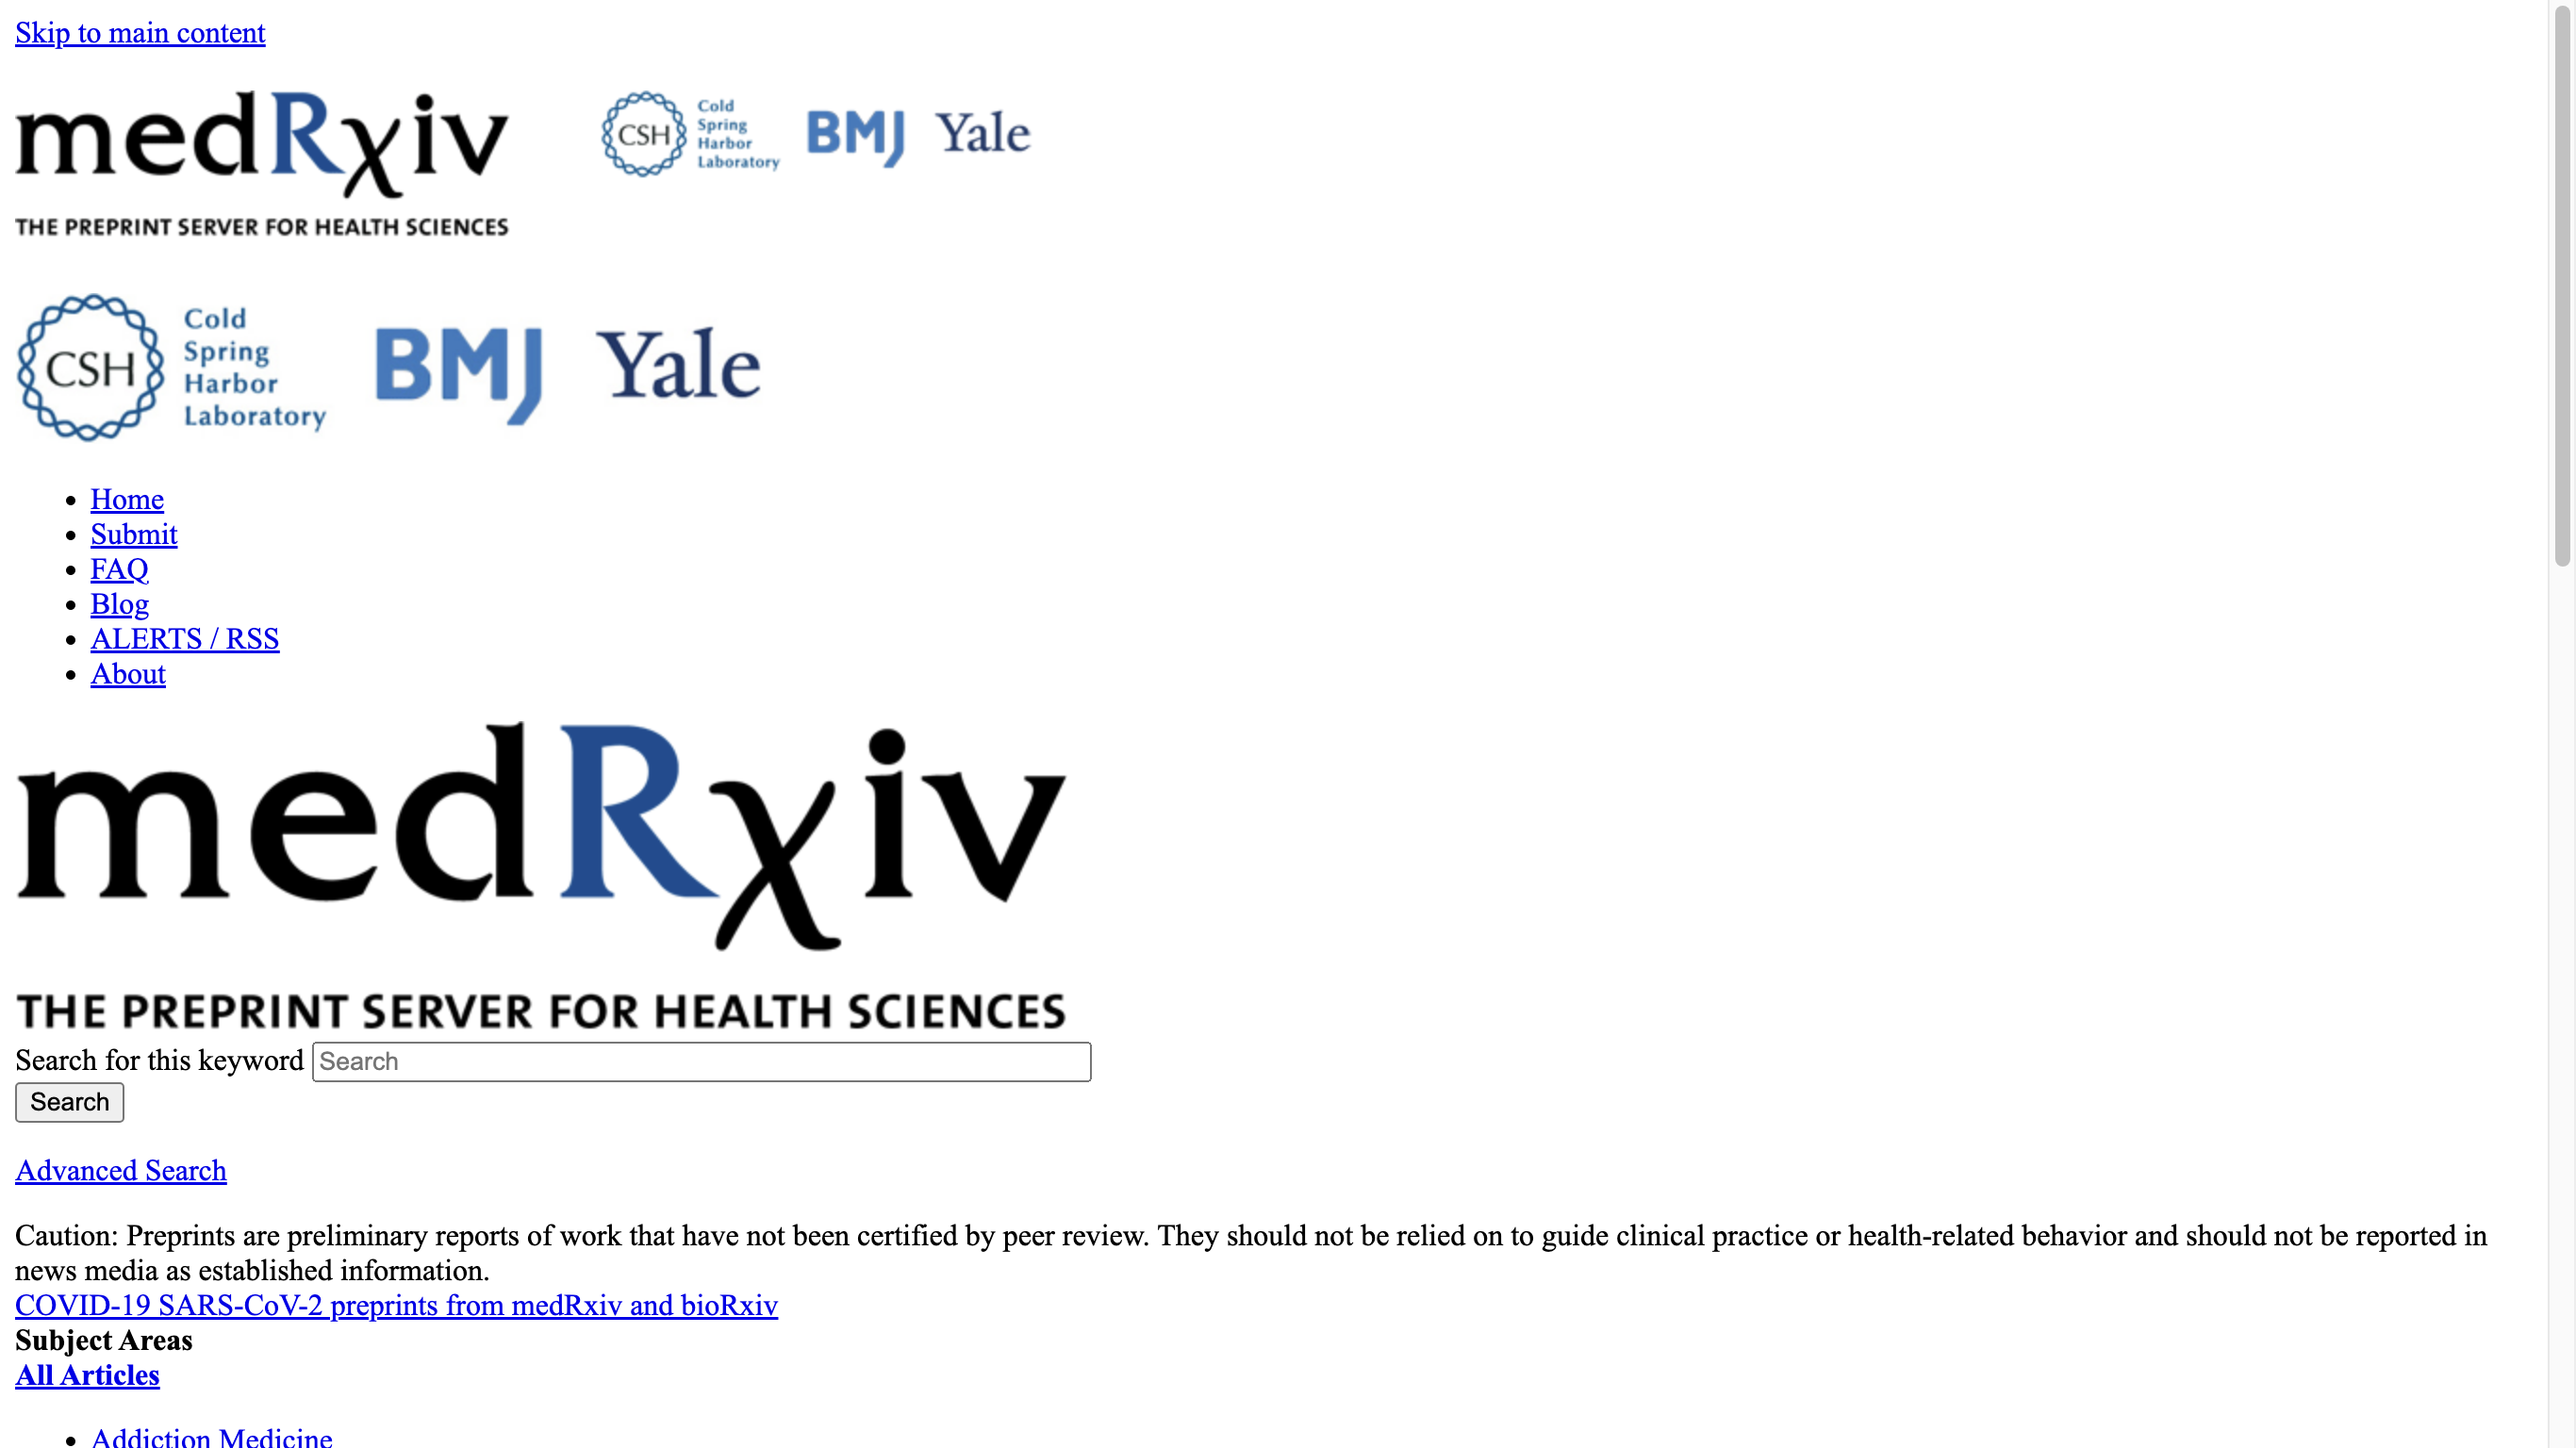 Skip to main content
medRχiv
THE PREPRINT SERVER FOR HEALTH SCIENCES
CSH
Cold
Spring
Harbor
Laboratory
BMJ
Yale
CSH
Cold
Spring
Harbor
Laboratory
BMJ
Yale
Home
Submit
FAQ
Blog
ALERTS / RSS
About
medRχiv
THE PREPRINT SERVER FOR HEALTH SCIENCES
Search for this keyword Search
Search
Advanced Search
Caution: Preprints are preliminary reports of work that have not been certified by peer review. They should not be relied on to guide clinical practice or health-related behavior and should not be reported in
news media as established information.
COVID-19 SARS-CoV-2 preprints from medRxiv and bioRxiv
Subject Areas
All Articles
Addiction Medicine